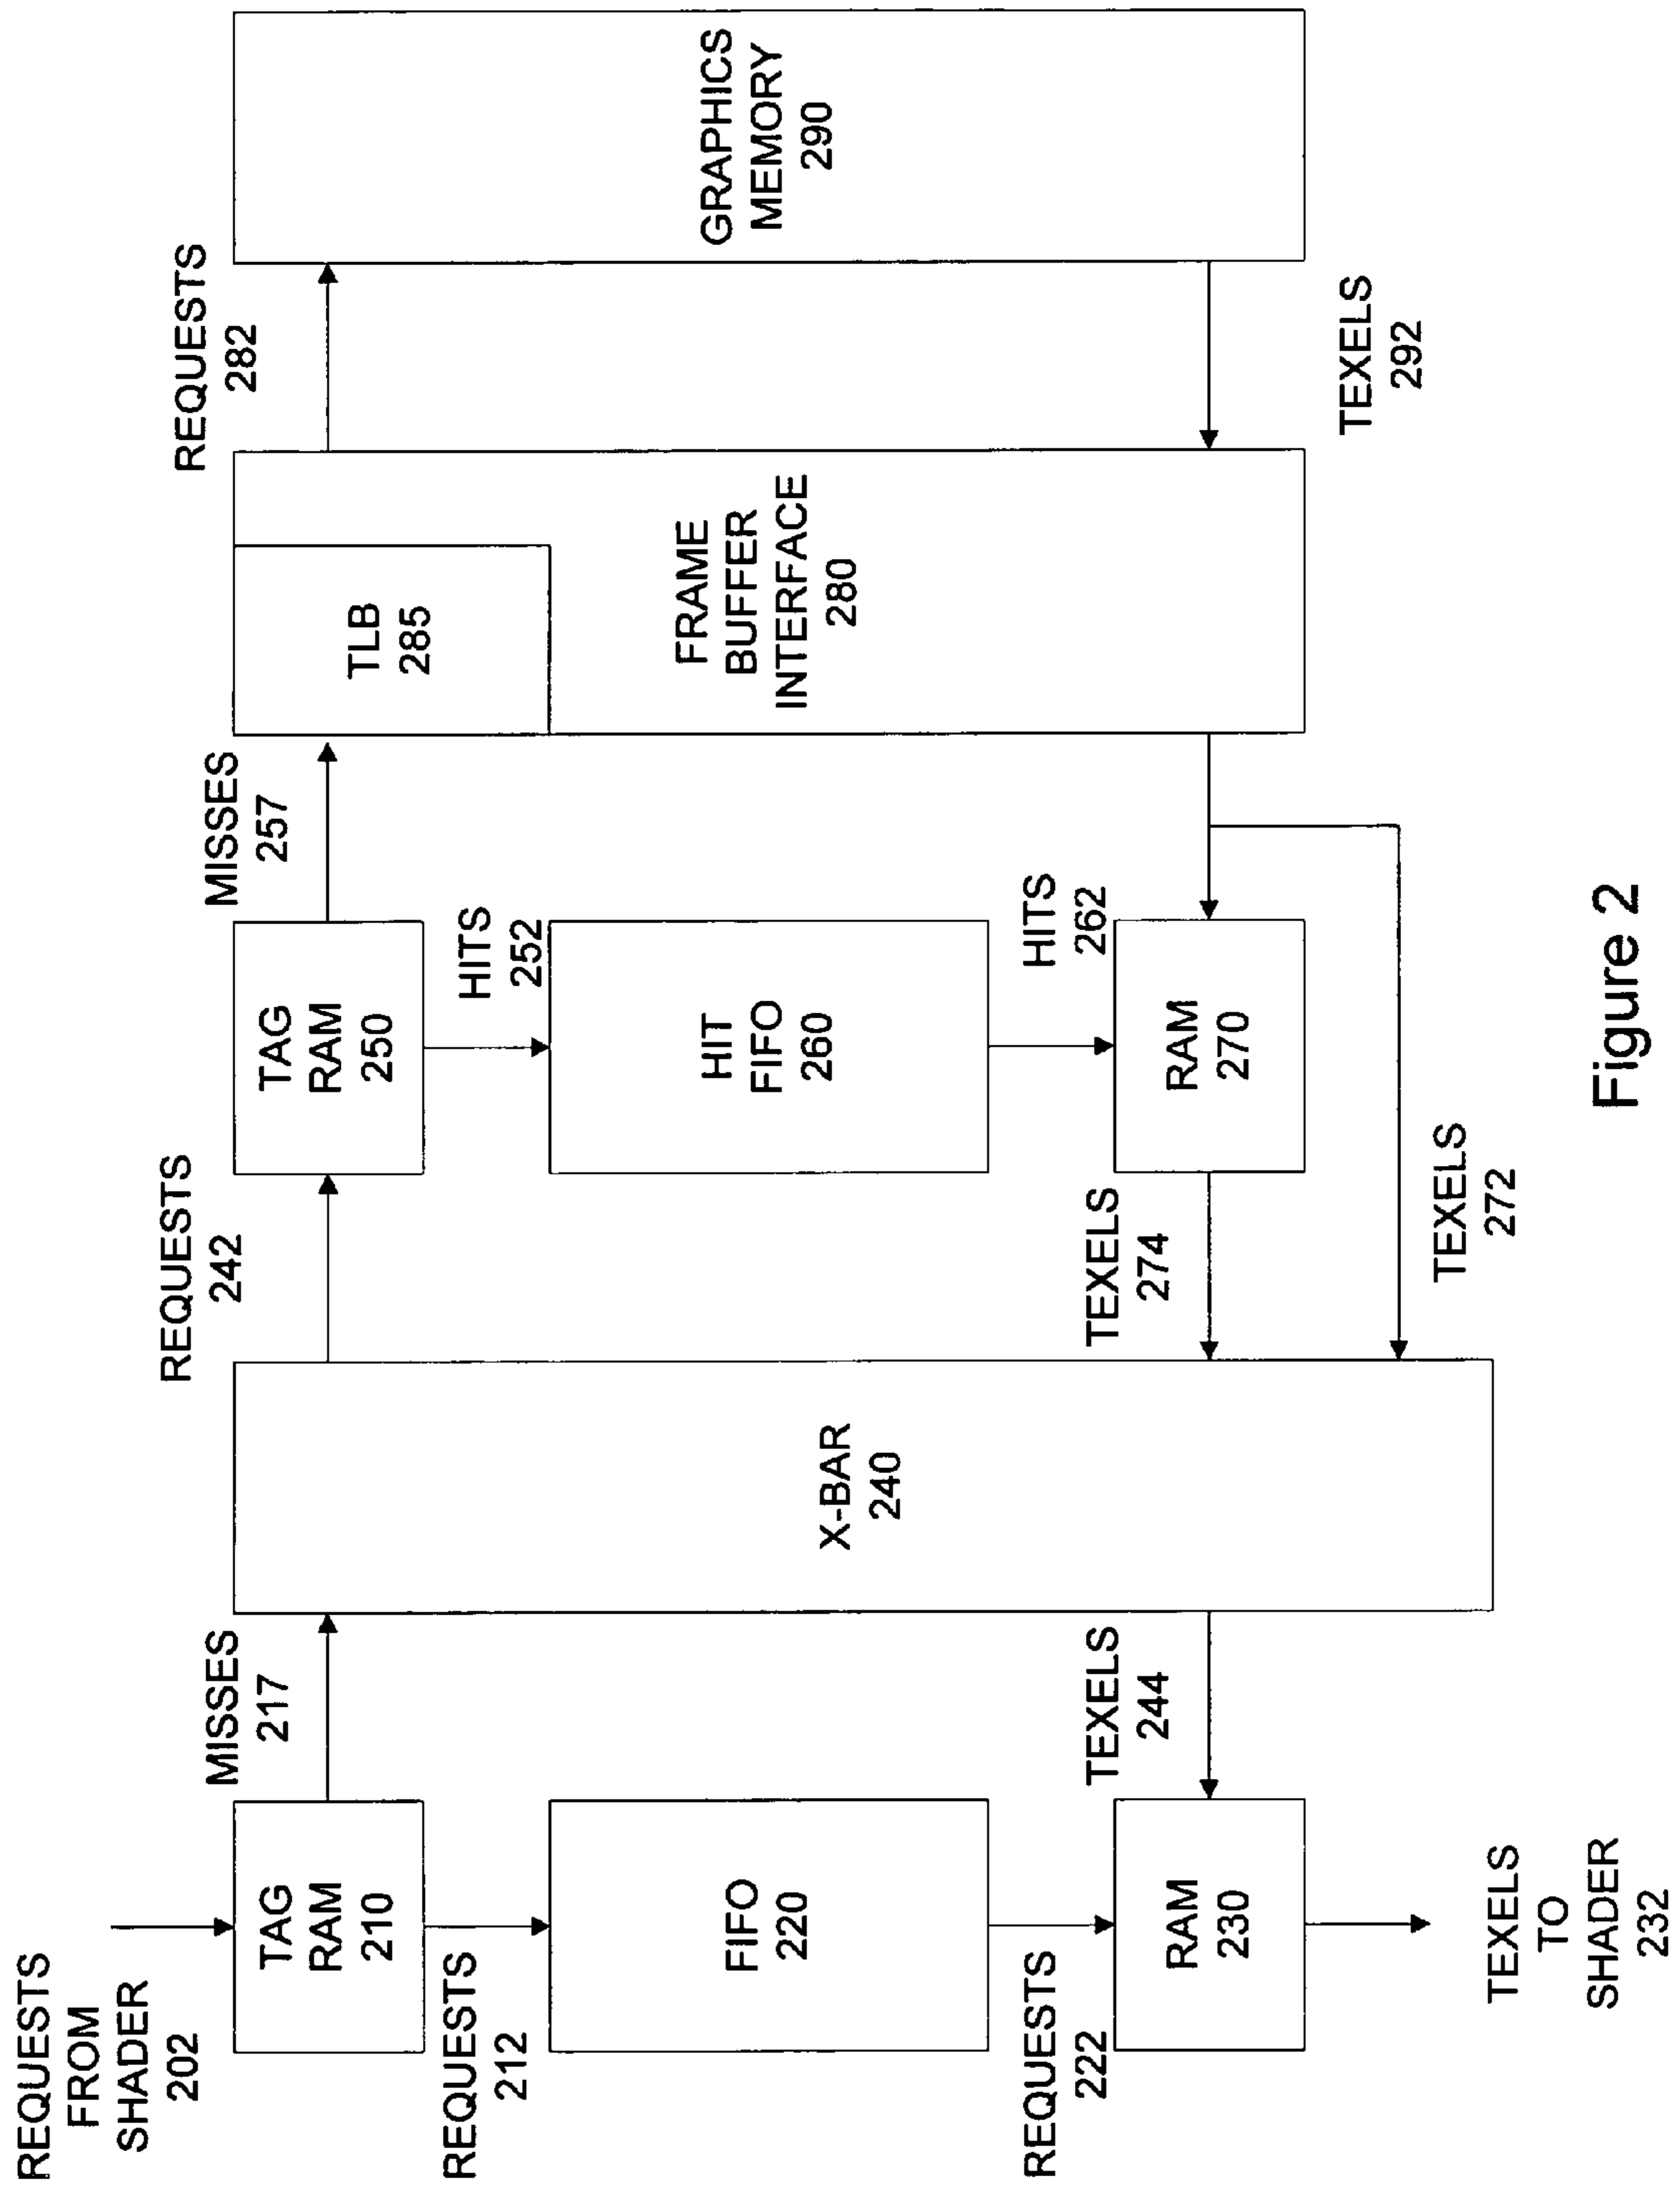 REQUESTS
FROM
SHADER
202
TAG
RAM
210
MISSES
217
REQUESTS
212
FIFO
220
REQUESTS
222
RAM
230
TEXELS
244
TEXELS
TO
SHADER
232
X-BAR
240
REQUESTS
242
TAG
RAM
250
MISSES
257
HITS
252
HIT
FIFO
260
HITS
262
RAM
270
TEXELS
274
TEXELS
272
TLB
285
FRAME
BUFFER
INTERFACE
280
REQUESTS
282
TEXELS
292
GRAPHICS
MEMORY
290
Figure 2